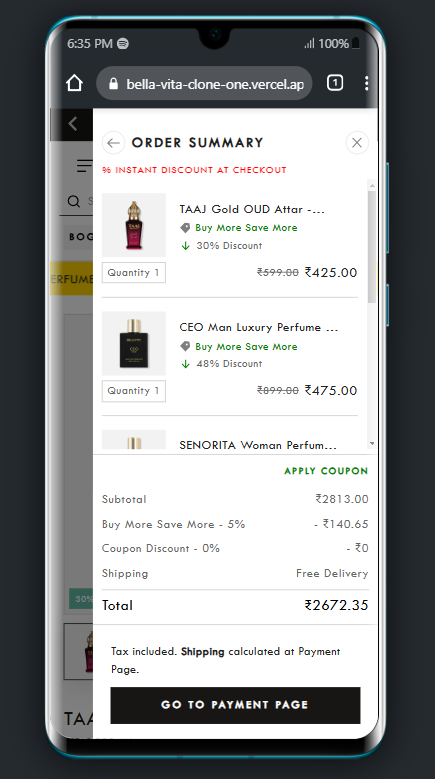 6:35 PM 100%
bella-vita-clone-one.vercel.ap 1
ORDER SUMMARY
% INSTANT DISCOUNT AT CHECKOUT
TAAJ Gold OUD Attar -...
Buy More Save More
30% Discount
Quantity 1 ₹599.00 ₹425.00
CEO Man Luxury Perfume ...
Buy More Save More
48% Discount
Quantity 1 ₹899.00 ₹475.00
SENORITA Woman Perfum...
APPLY COUPON
Subtotal ₹2813.00
Buy More Save More - 5% - ₹140.65
Coupon Discount - 0% - ₹0
Shipping Free Delivery
Total ₹2672.35
Tax included. Shipping calculated at Payment
Page.
GO TO PAYMENT PAGE
S
BOG
ERFUME
30%
TAA